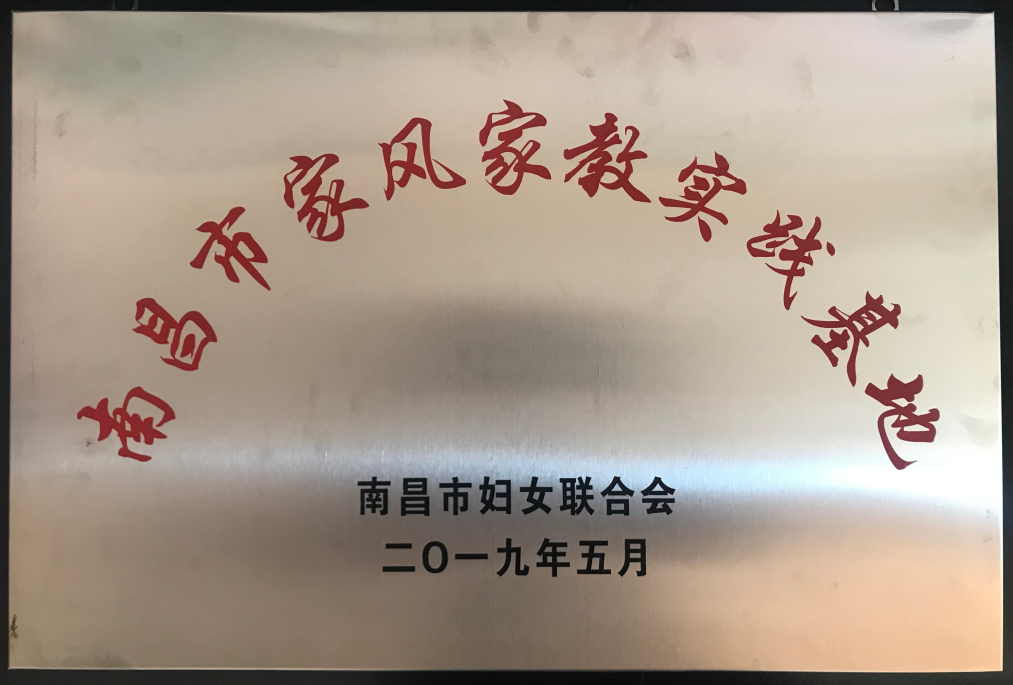 南昌市家风家教实践基地
南昌市妇女联合会
二〇一九年五月